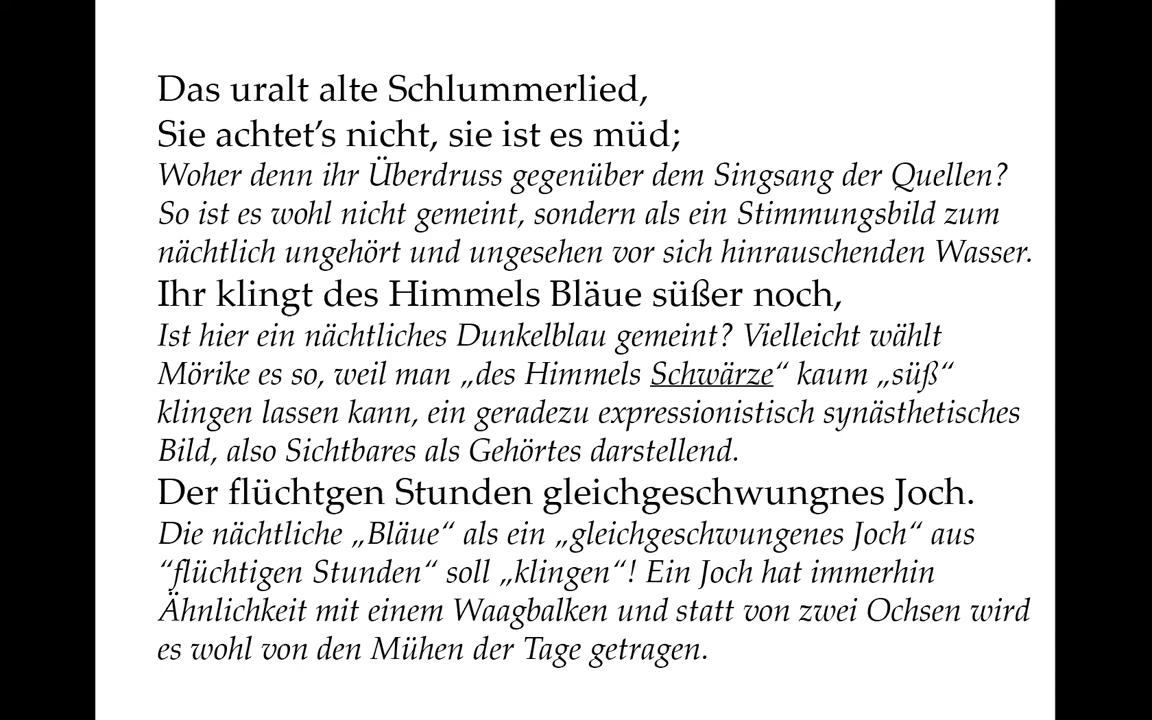 Das uralt alte Schlummerlied,
Sie achtet’s nicht, sie ist es müd;
Woher denn ihr Überdruss gegenüber dem Singsang der Quellen?
So ist es wohl nicht gemeint, sondern als ein Stimmungsbild zum
nächtlich ungehört und ungesehen vor sich hinrauschenden Wasser.
Ihr klingt des Himmels Bläue süßer noch,
Ist hier ein nächtliches Dunkelblau gemeint? Vielleicht wählt
Mörike es so, weil man „des Himmels Schwärze“ kaum „süß“
klingen lassen kann, ein geradezu expressionistisch synästhetisches
Bild, also Sichtbares als Gehörtes darstellend.
Der flüchtgen Stunden gleichgeschwungnes Joch.
Die nächtliche „Bläue“ als ein „gleichgeschwungenes Joch“ aus
“flüchtigen Stunden“ soll „klingen“! Ein Joch hat immerhin
Ähnlichkeit mit einem Waagbalken und statt von zwei Ochsen wird
es wohl von den Mühen der Tage getragen.